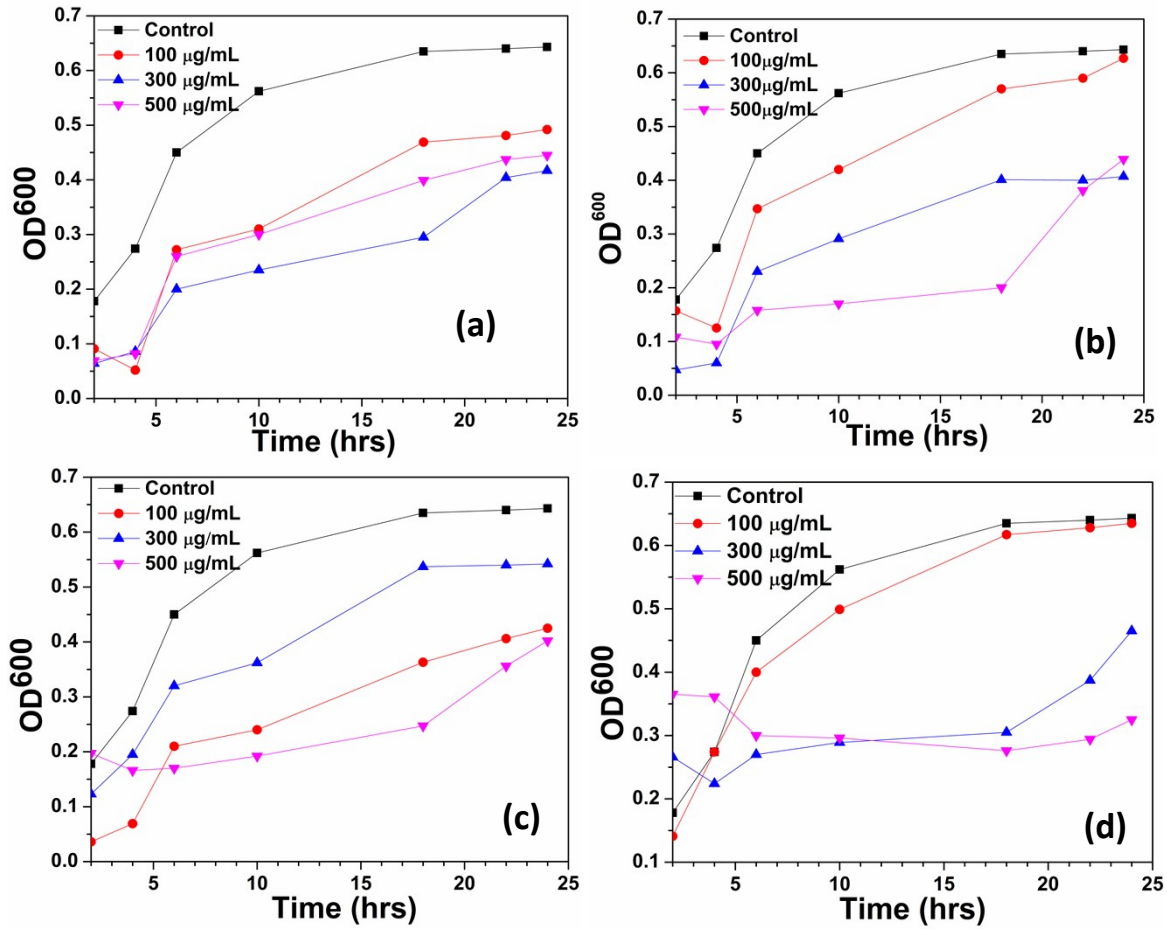 0.7
0.6
0.5
0.4
0.3
0.2
0.1
0.0
OD600
Control
100 μg/mL
300 μg/mL
500 μg/mL
(a)
5 10 15 20 25
Time (hrs)
0.7
0.6
0.5
0.4
0.3
0.2
0.1
0.0
OD600
Control
100μg/mL
300μg/mL
500μg/mL
(b)
5 10 15 20 25
Time (hrs)
0.7
0.6
0.5
0.4
0.3
0.2
0.1
0.0
OD600
Control
100 μg/mL
300 μg/mL
500 μg/mL
(c)
5 10 15 20 25
Time (hrs)
0.7
0.6
0.5
0.4
0.3
0.2
0.1
OD600
Control
100 μg/mL
300 μg/mL
500 μg/mL
(d)
5 10 15 20 25
Time (hrs)